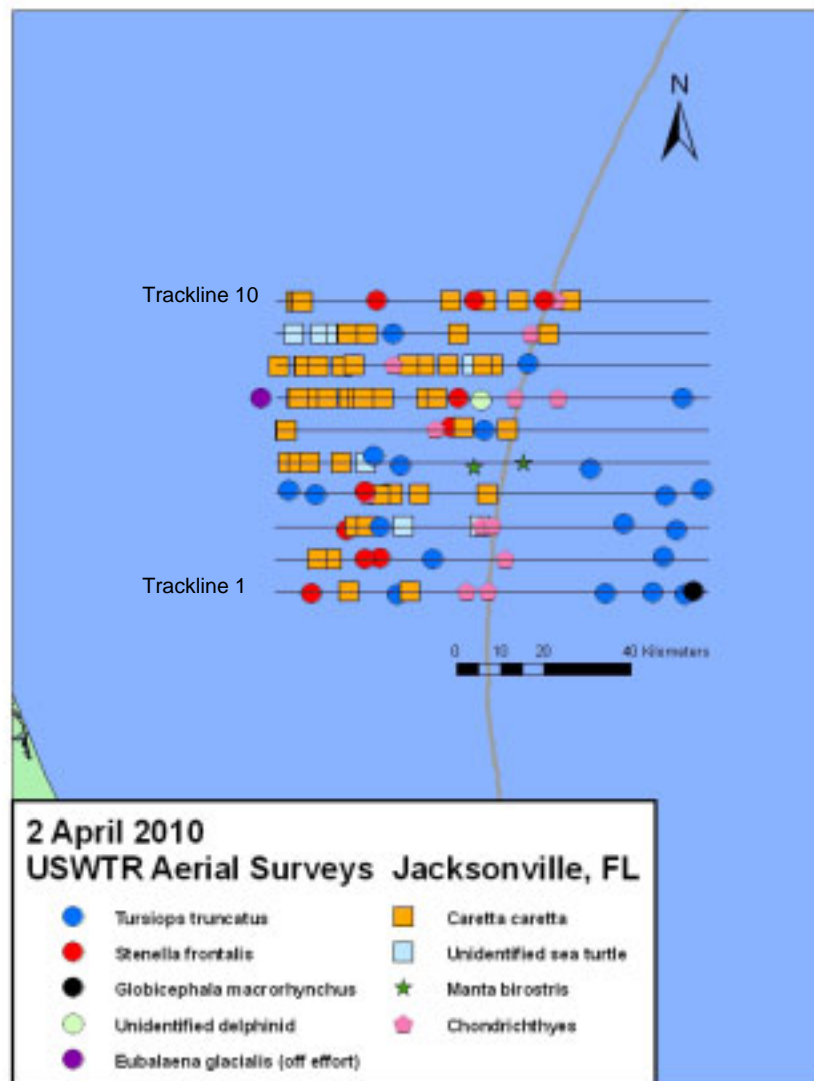 N
Trackline 10
Trackline 1
0 10 20 40 Kilometers
2 April 2010
USWTR Aerial Surveys Jacksonville, FL
Tursiops truncatus
Caretta caretta
Stenella frontalis
Unidentified sea turtle
Globicephala macrorhynchus
Manta birostris
Unidentified delphinid
Chondrichthyes
Eubalaena glacialis (off effort)